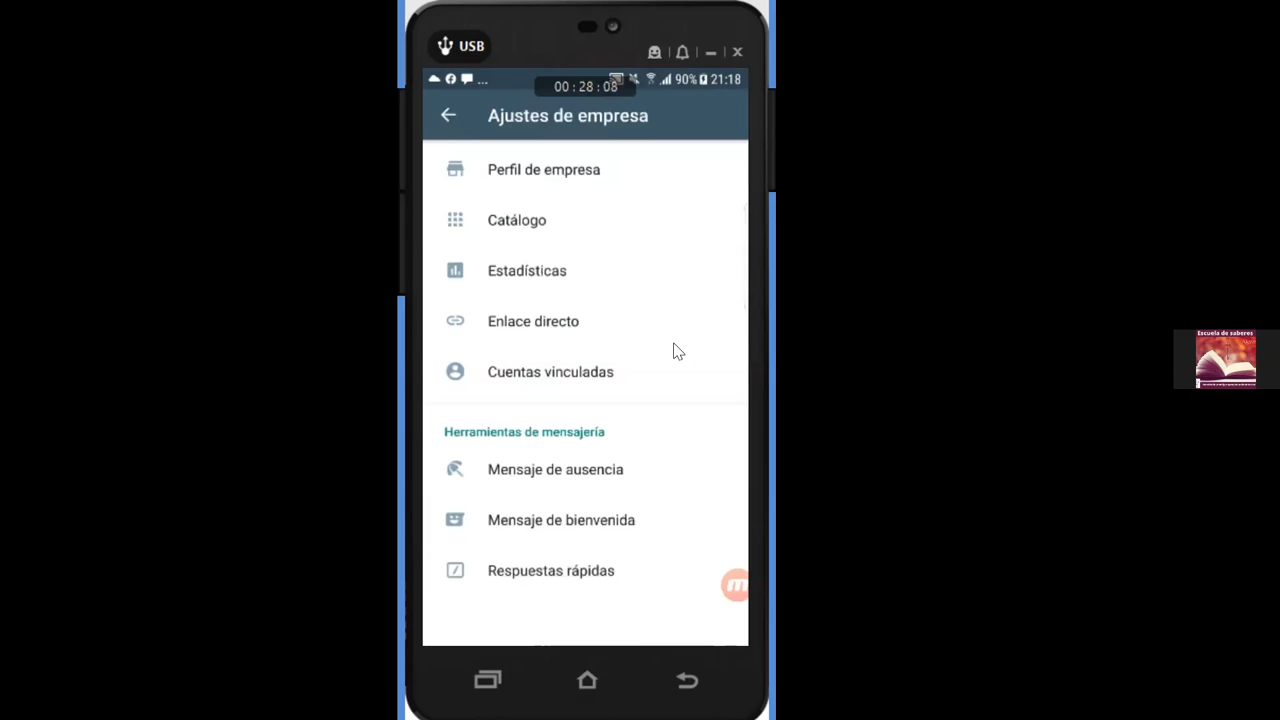 USB
... 90% 21:18
00:28:08
Ajustes de empresa
Perfil de empresa
Catálogo
Estadísticas
Enlace directo
Cuentas vinculadas
Herramientas de mensajería
Mensaje de ausencia
Mensaje de bienvenida
Respuestas rápidas
Escuela de saberes